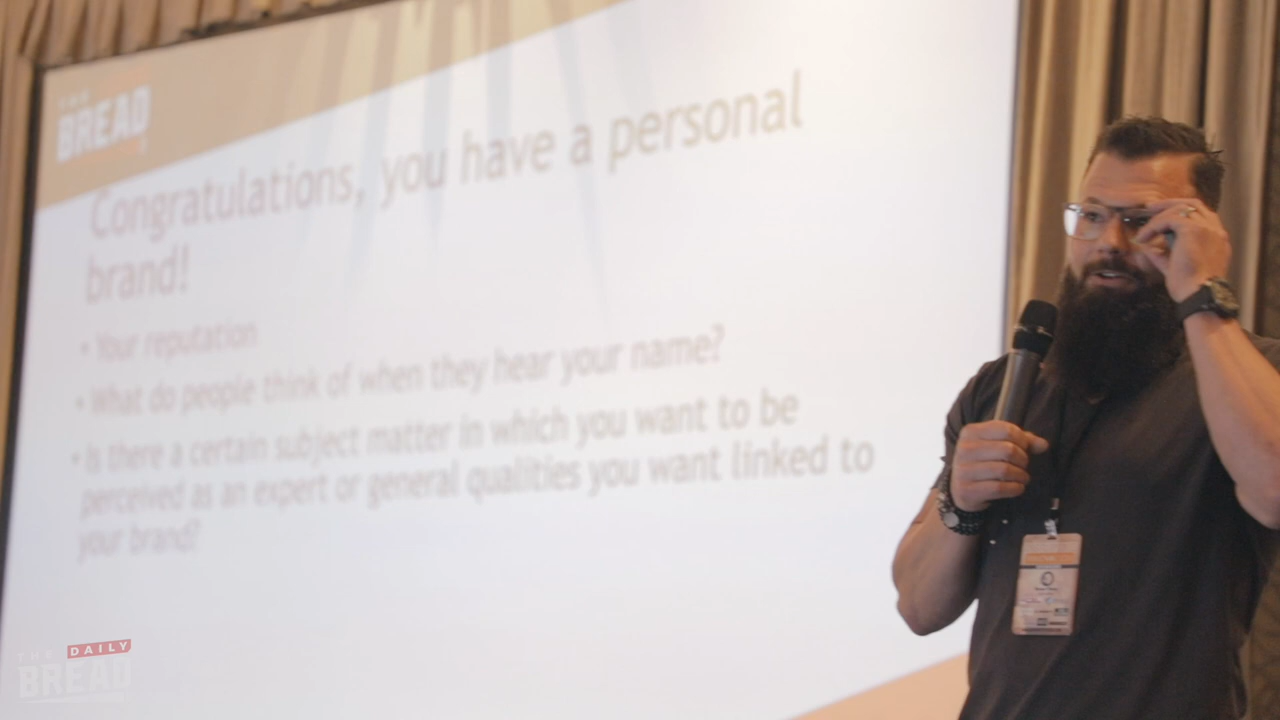 THE
BREAD
Congratulations, you have a personal
brand!
• Your reputation
• What do people think of when they hear your name?
• Is there a certain subject matter in which you want to be
perceived as an expert or general qualities you want linked to
your brand?
THE DAILY
BREAD